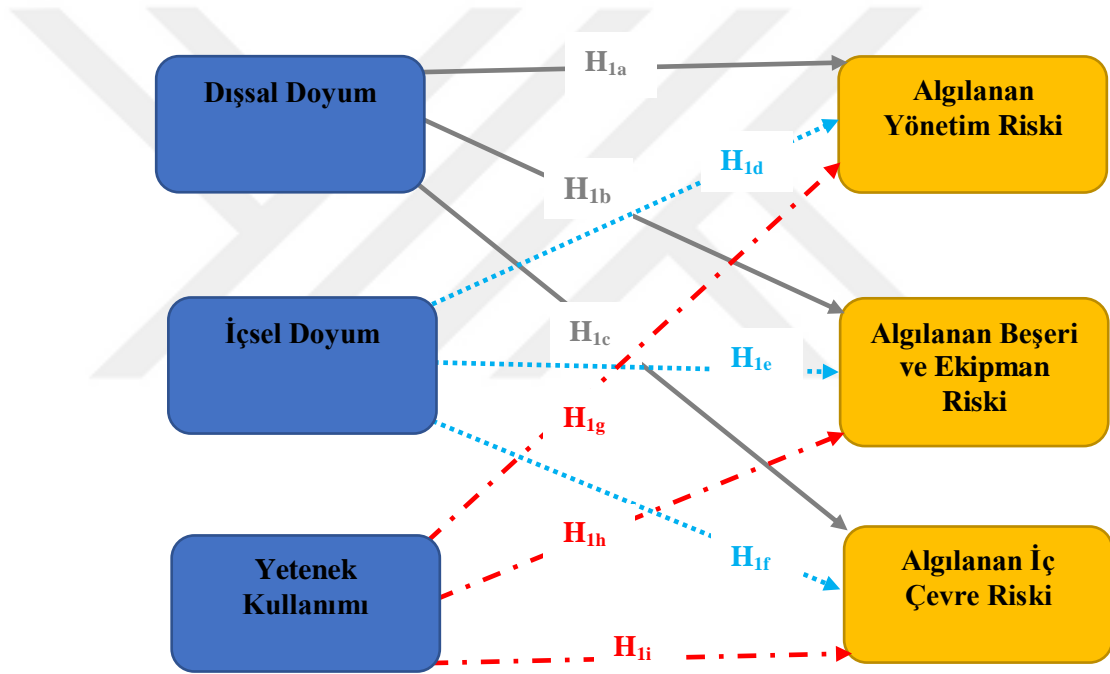 H1a
Dışsal Doyum
Algılanan
Yönetim Riski
H1d
H1b
İçsel Doyum
H1c
H1e
Algılanan Beşeri
ve Ekipman
Riski
H1g
H1h
H1f
Yetenek
Kullanımı
Algılanan İç
Çevre Riski
H1i